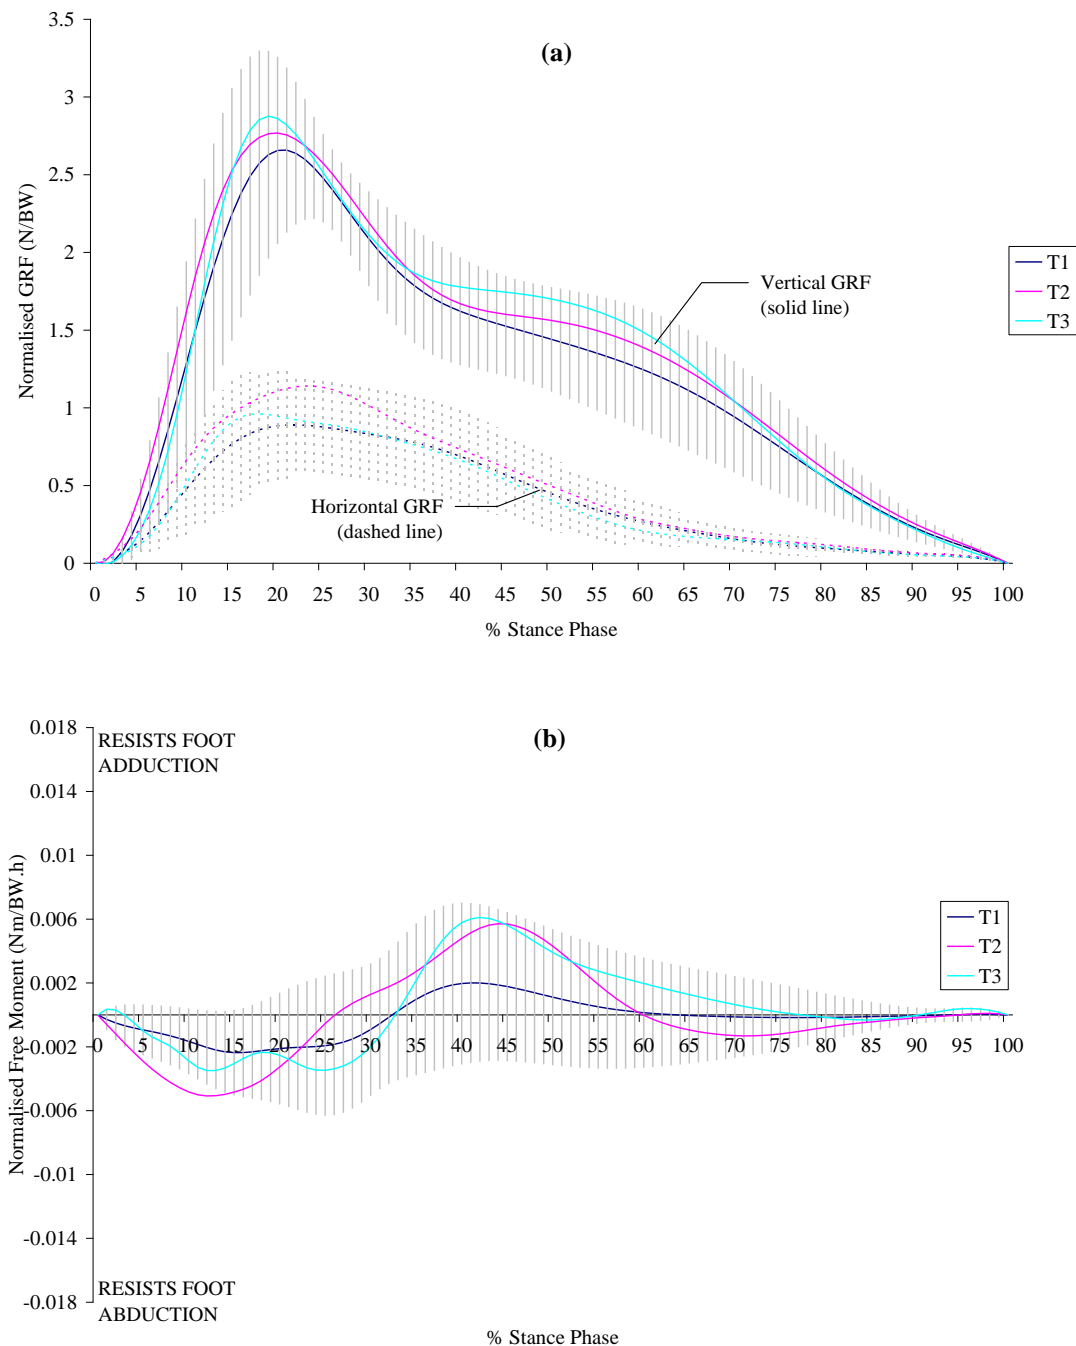 (a)
3.5
3
2.5
2
1.5
1
0.5
0
Normalised GRF (N/BW)
Vertical GRF
(solid line)
Horizontal GRF
(dashed line)
T1
T2
T3
0 5 10 15 20 25 30 35 40 45 50 55 60 65 70 75 80 85 90 95 100
% Stance Phase
(b)
RESISTS FOOT
ADDUCTION
0.018
0.014
0.01
0.006
0.002
-0.002
-0.006
-0.01
-0.014
-0.018
Normalised Free Moment (Nm/BW.h)
T1
T2
T3
0 5 10 15 20 25 30 35 40 45 50 55 60 65 70 75 80 85 90 95 100
RESISTS FOOT
ABDUCTION
% Stance Phase